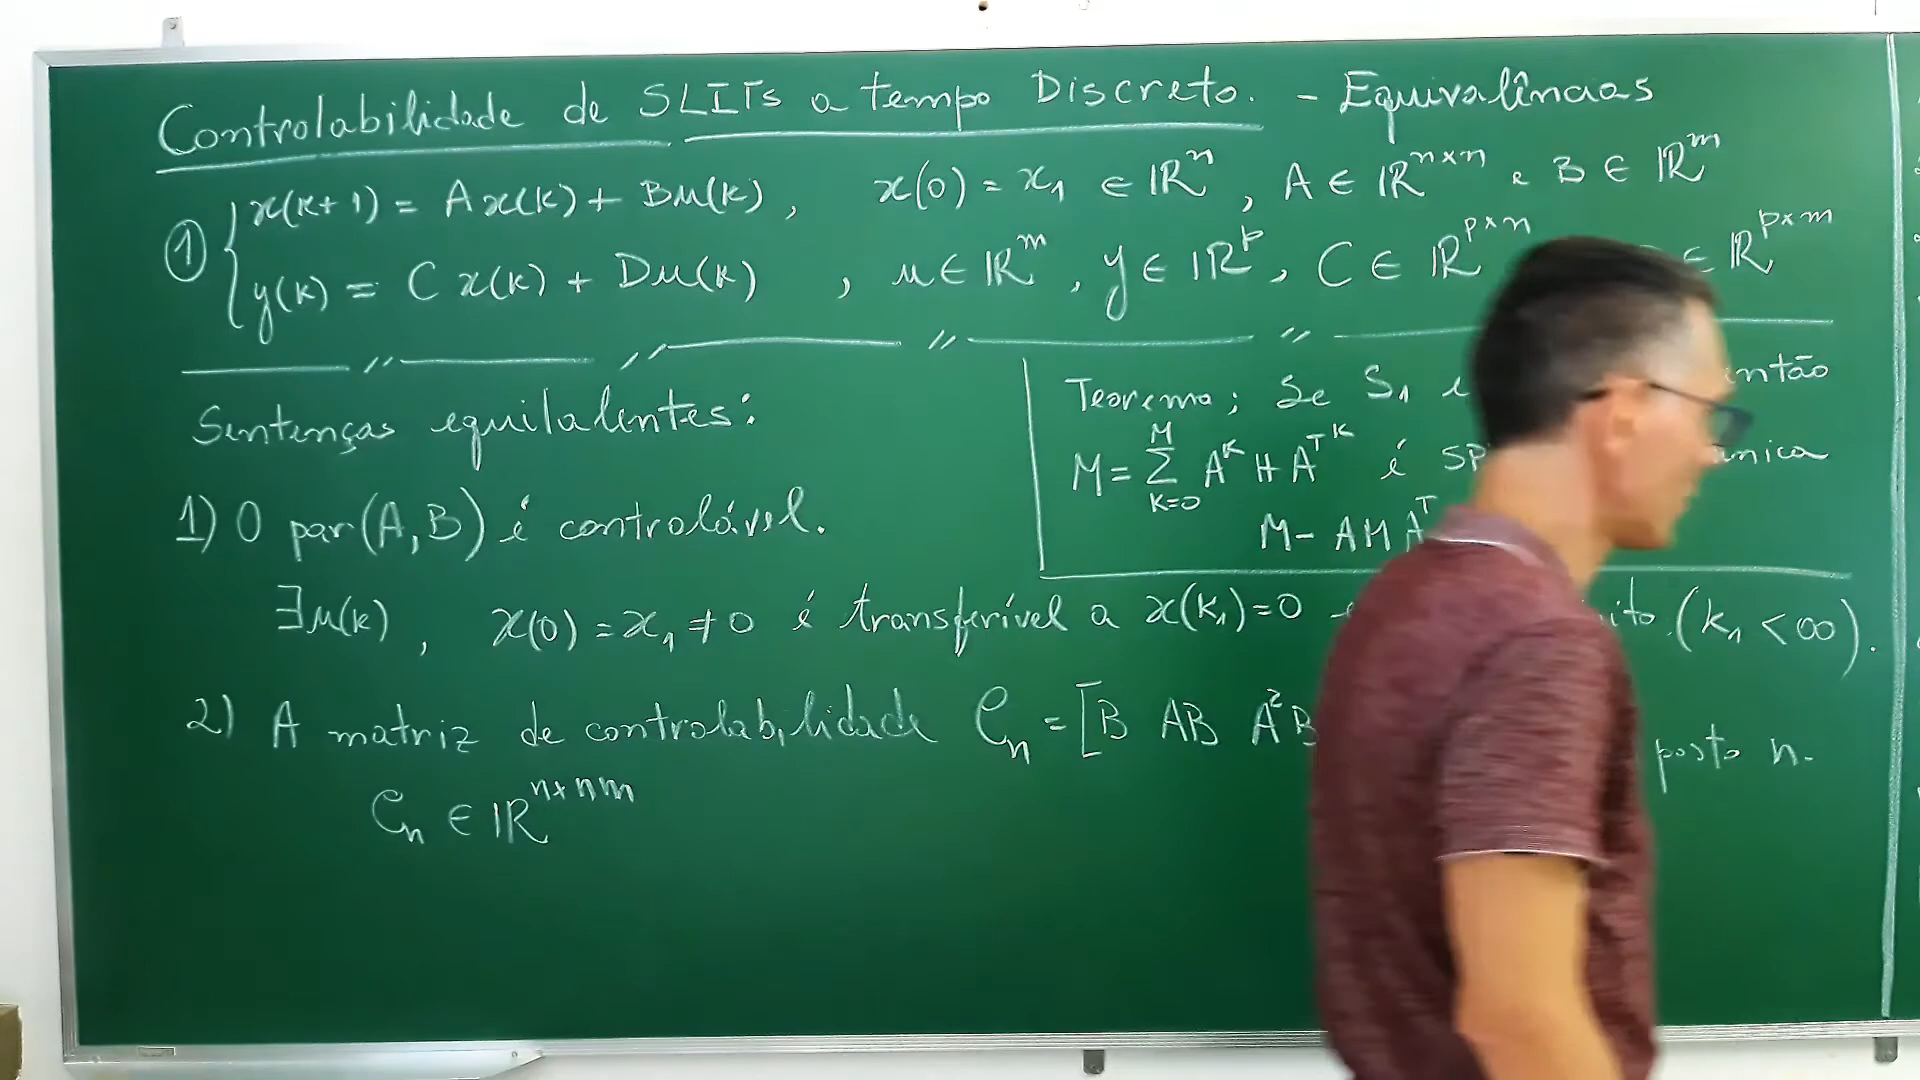 Controlabilidade de SLITs a tempo Discreto. - Equivalências
① { x(k+1) = Ax(k) + Bu(k), x(0) = x₁ ∈ ℝⁿ, A ∈ ℝⁿˣⁿ e B ∈ ℝᵐ
y(k) = Cx(k) + Du(k), u ∈ ℝᵐ, y ∈ ℝᵖ, C ∈ ℝᵖˣⁿ ∈ ℝᵖˣᵐ
Sentenças equilalentes:
Teorema; Se S₁ é então
M = Σ_{k=0}^{M} Aᵏ H Aᵀᵏ é
M - AMAᵀ
1) O par (A, B) é controlável.
∃u(k), x(0) = x₁ ≠ 0 é transferível a x(k₁)=0 (k₁ < ∞).
2) A matriz de controlabilidade 𝒞ₙ = [B AB A²B posto n.
𝒞ₙ ∈ ℝⁿˣⁿᵐ